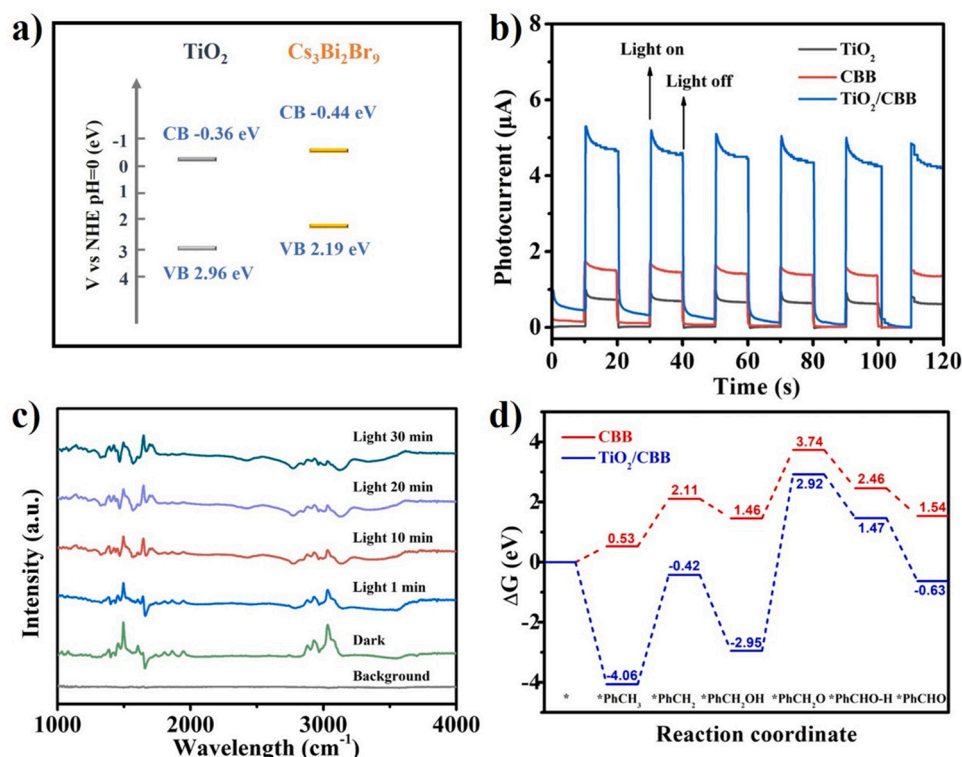 a)
TiO2
Cs3Bi2Br9
CB -0.36 eV
CB -0.44 eV
V vs NHE pH=0 (eV)
-1
0
1
2
3
4
VB 2.96 eV
VB 2.19 eV
b)
Photocurrent (μA)
8
6
4
2
0
Light on
Light off
TiO2
CBB
TiO2/CBB
0 20 40 60 80 100 120
Time (s)
c)
Intensity (a.u.)
Light 30 min
Light 20 min
Light 10 min
Light 1 min
Dark
Background
1000 1500 2000 2500 3000 3500 4000
Wavelength (cm-1)
d)
ΔG (eV)
4
2
0
-2
-4
CBB
TiO2/CBB
0.53
2.11
1.46
3.74
2.46
1.54
-4.06
-0.42
-2.95
2.92
1.47
-0.63
* *PhCH3 *PhCH2 *PhCH2OH *PhCH2O *PhCHO-H *PhCHO
Reaction coordinate